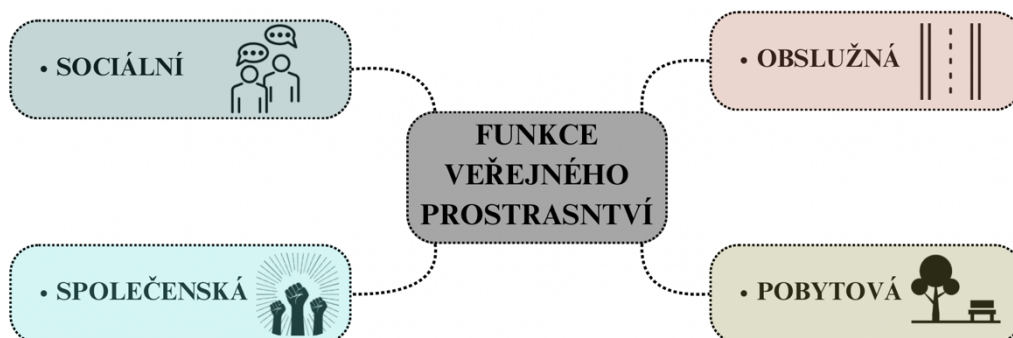 • SOCIÁLNÍ
• OBSLUŽNÁ
FUNKCE
VEŘEJNÉHO
PROSTRASNTVÍ
• SPOLEČENSKÁ
• POBYTOVÁ